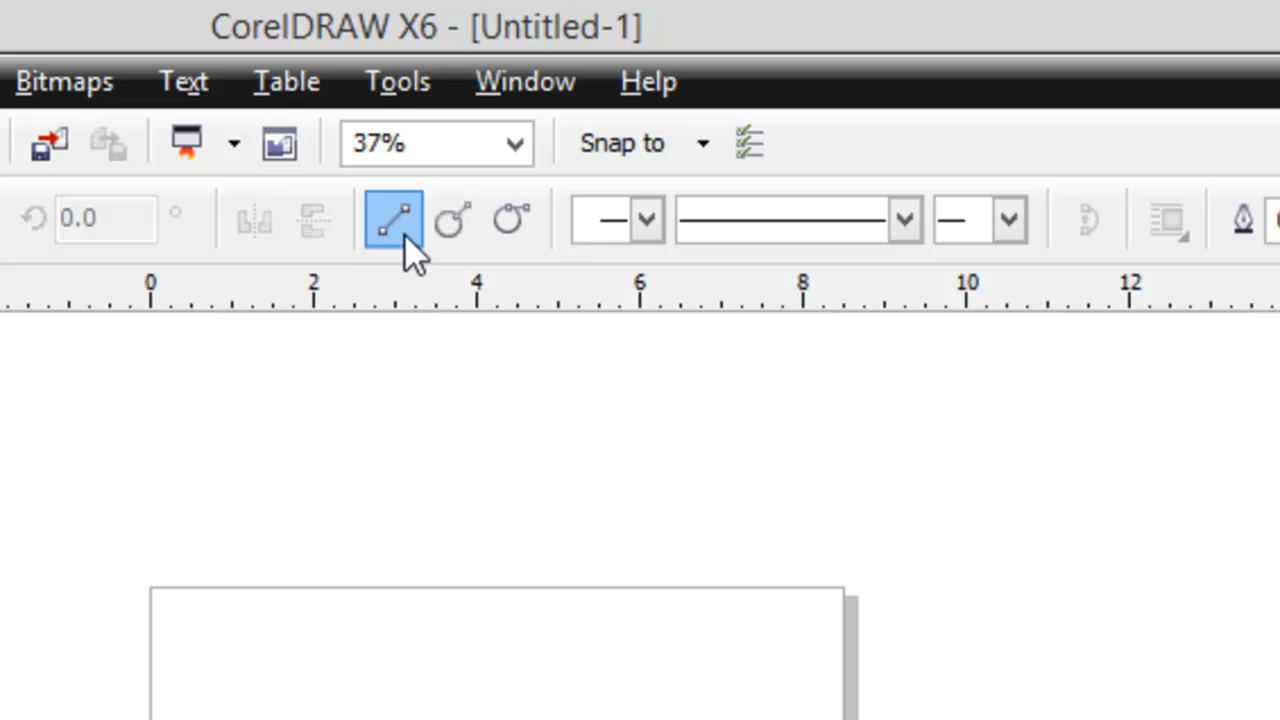 CorelDRAW X6 - [Untitled-1]
Bitmaps Text Table Tools Window Help
37% Snap to
0.0 °
0 2 4 6 8 10 12